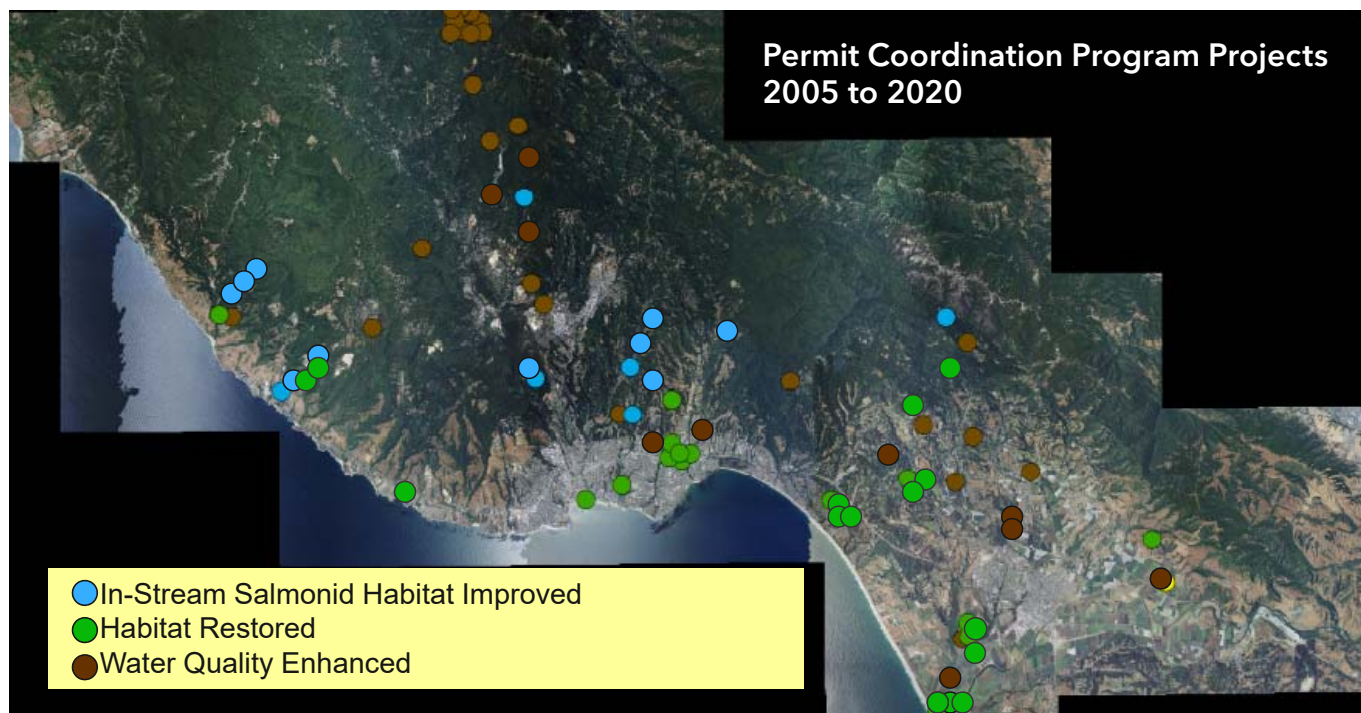 Permit Coordination Program Projects
2005 to 2020
In-Stream Salmonid Habitat Improved
Habitat Restored
Water Quality Enhanced